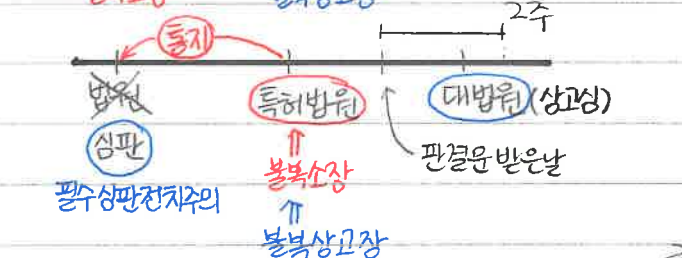 2주
통지
법원
특허법원
대법원(상고심)
심판
판결문 받은날
필수심판전치주의
불복소장
불복상고장